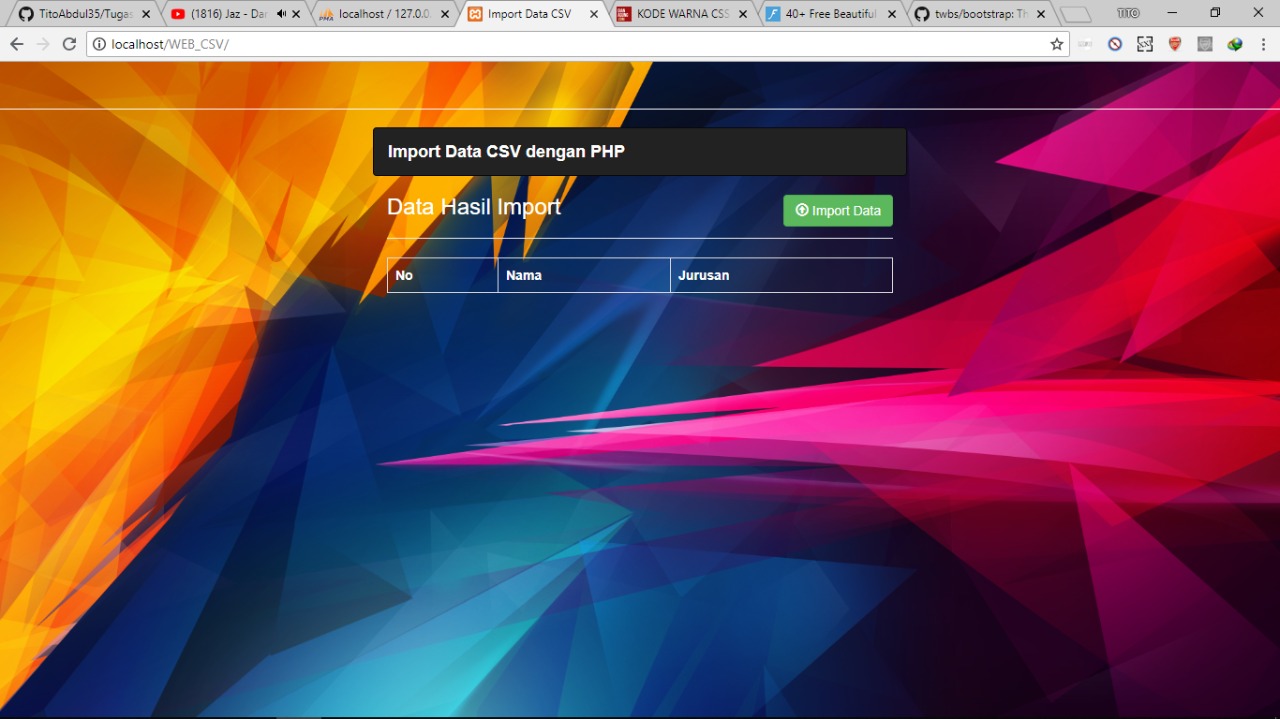 TitoAbdul35/Tugas
(1816) Jaz - Dar
localhost / 127.0.0.
Import Data CSV
KODE WARNA CSS
40+ Free Beautiful
twbs/bootstrap: Th
TITO
localhost/WEB_CSV/
Import Data CSV dengan PHP
Data Hasil Import
Import Data
No Nama Jurusan